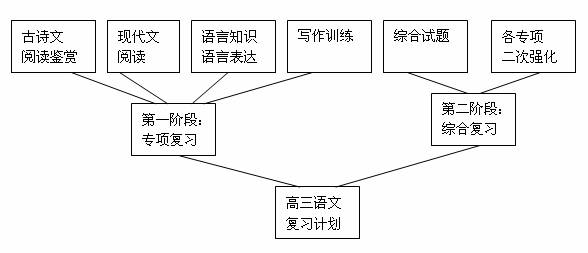 古诗文
阅读鉴赏
现代文
阅读
语言知识
语言表达
写作训练
综合试题
各专项
二次强化
第一阶段：
专项复习
第二阶段：
综合复习
高三语文
复习计划